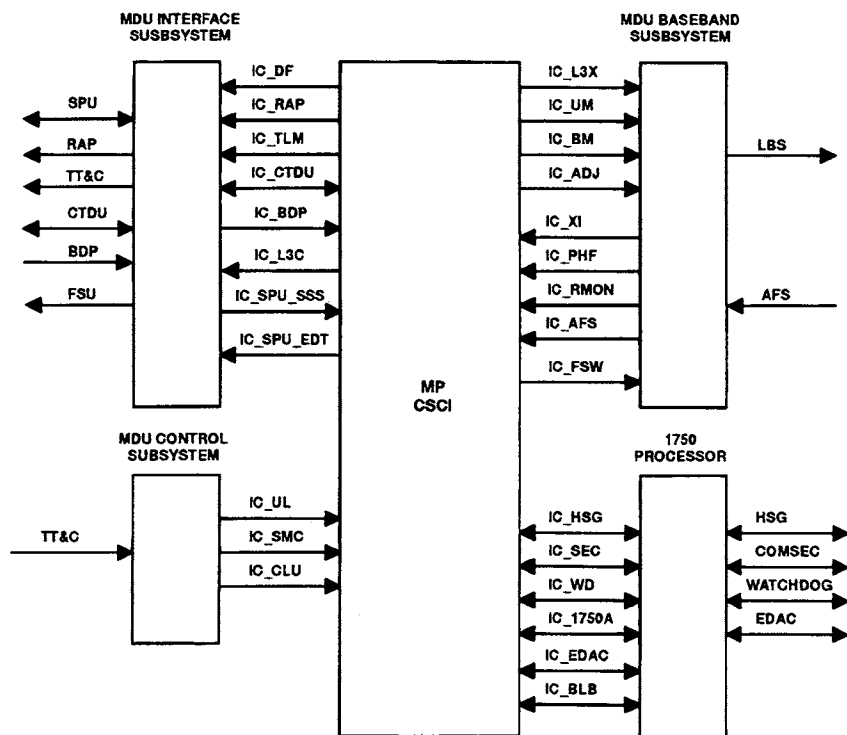 MDU INTERFACE
SUSBSYSTEM
MDU BASEBAND
SUSBSYSTEM
SPU
RAP
TT&C
CTDU
BDP
FSU
IC_DF
IC_RAP
IC_TLM
IC_CTDU
IC_BDP
IC_L3C
IC_SPU_SSS
IC_SPU_EDT
MP
CSCI
IC_L3X
IC_UM
IC_BM
IC_ADJ
IC_XI
IC_PHF
IC_RMON
IC_AFS
IC_FSW
LBS
AFS
MDU CONTROL
SUBSYSTEM
TT&C
IC_UL
IC_SMC
IC_CLU
1750
PROCESSOR
IC_HSG
IC_SEC
IC_WD
IC_1750A
IC_EDAC
IC_BLB
HSG
COMSEC
WATCHDOG
EDAC